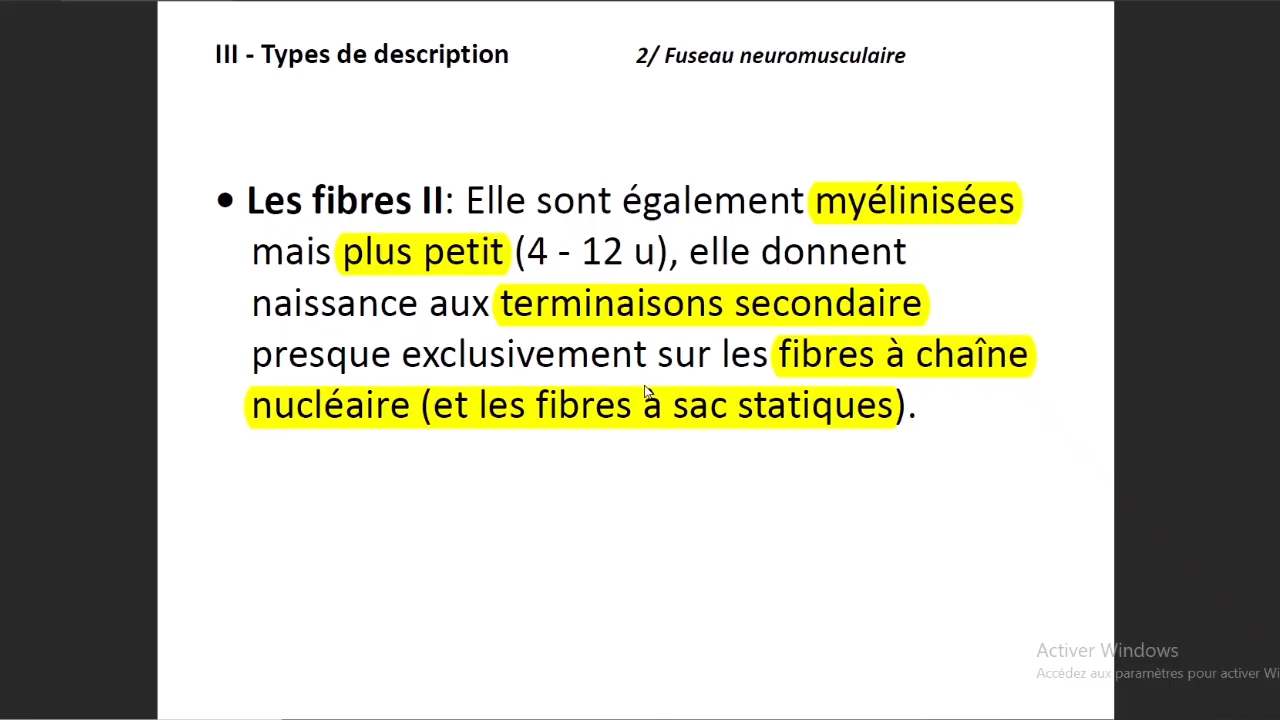 III - Types de description 2/ Fuseau neuromusculaire
• Les fibres II: Elle sont également myélinisées
mais plus petit (4 - 12 u), elle donnent
naissance aux terminaisons secondaire
presque exclusivement sur les fibres à chaîne
nucléaire (et les fibres à sac statiques).
Activer Windows
Accédez aux paramètres pour activer Wi